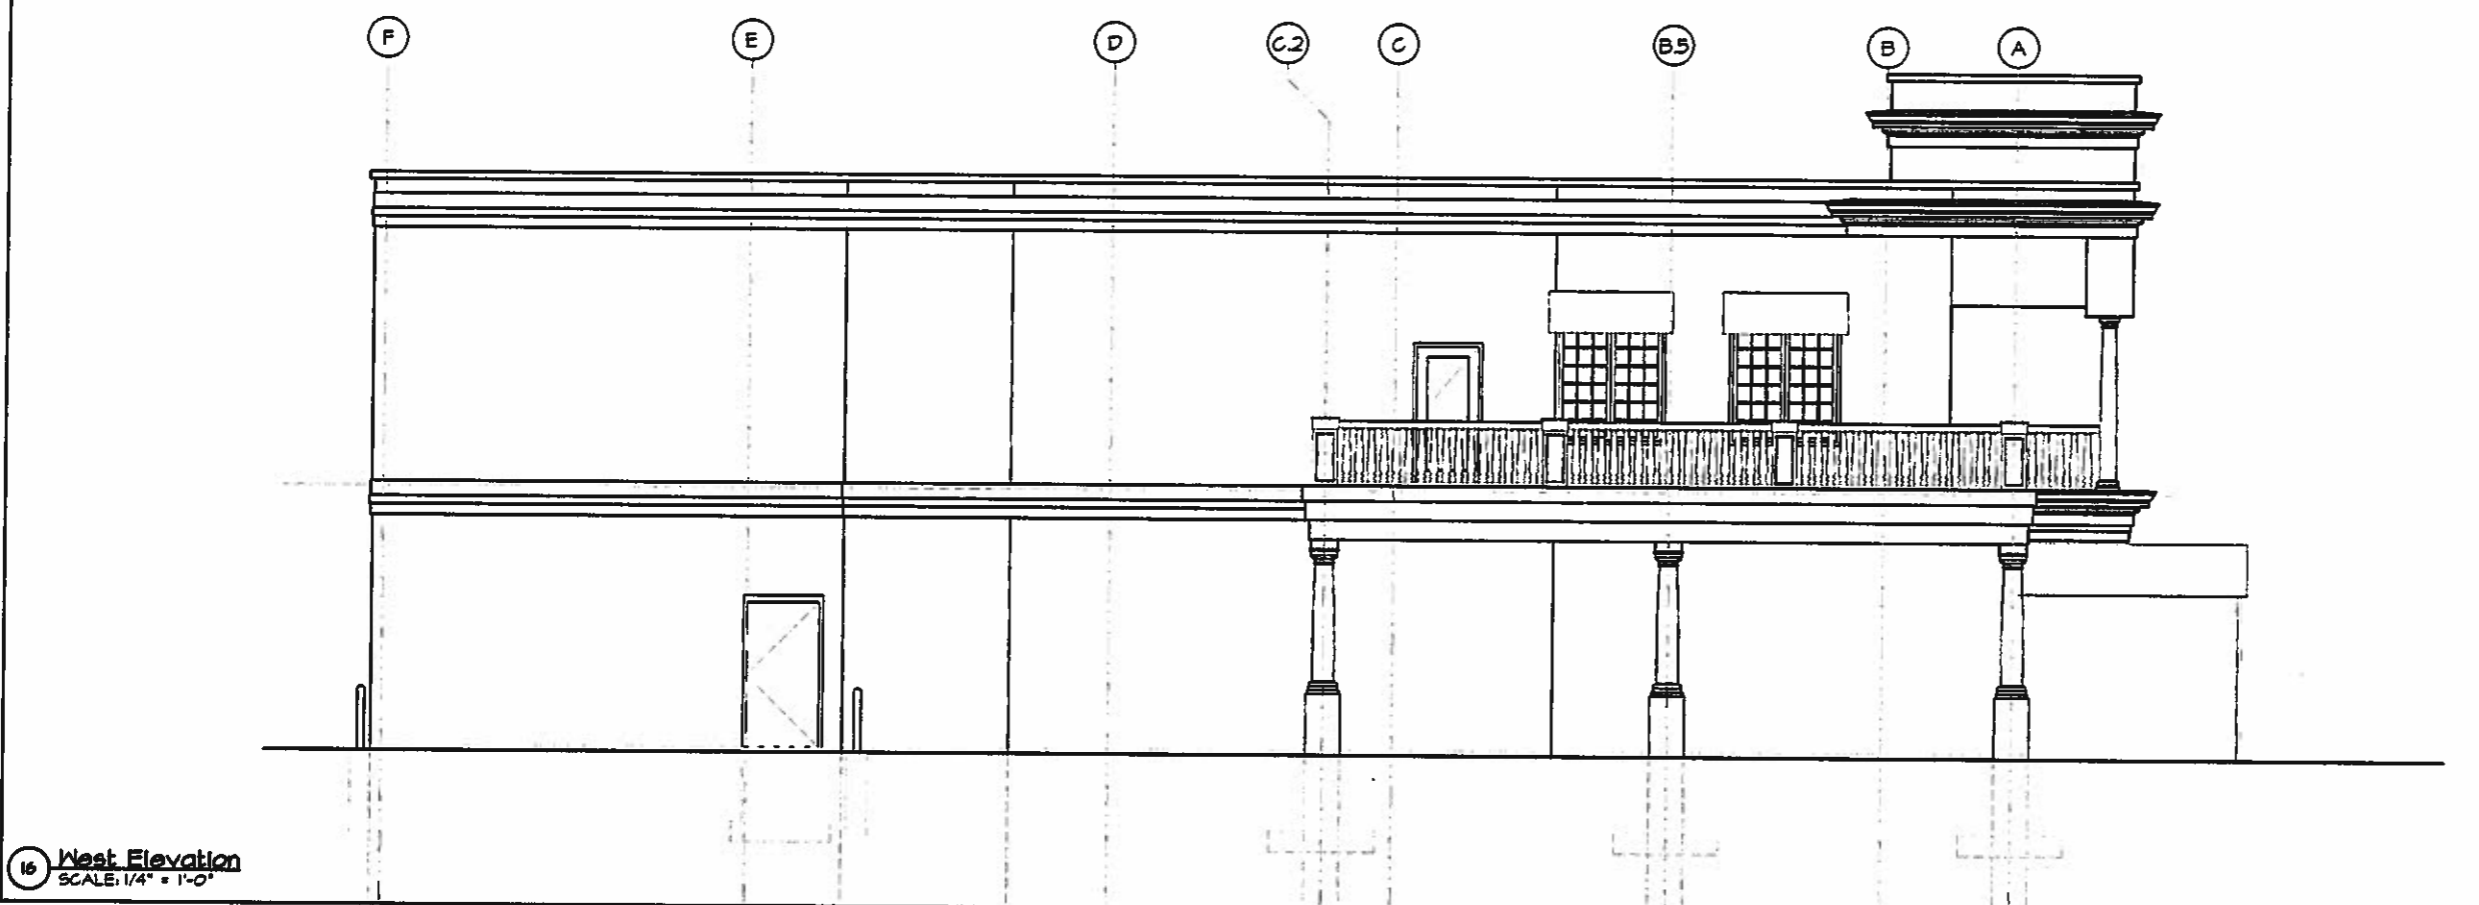 F E D C.2 C B.5 B A
16 West Elevation
SCALE: 1/4" = 1'-0"